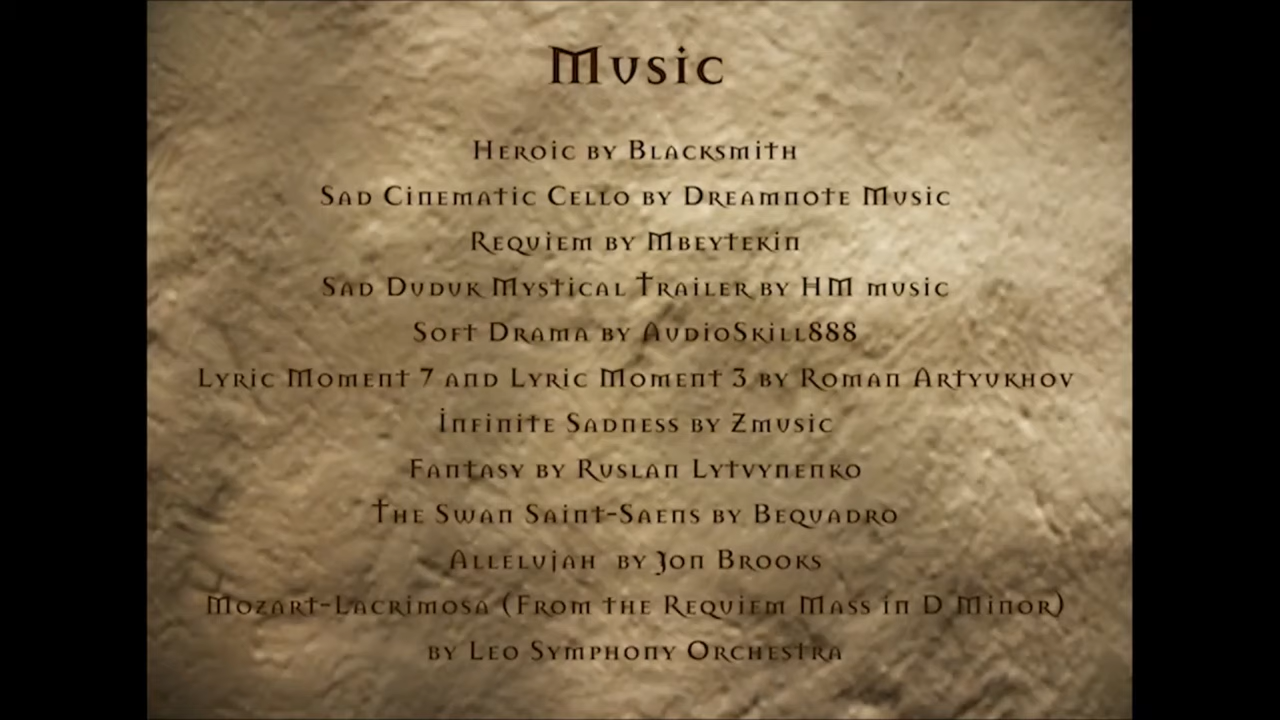 Music
Heroic by Blacksmith
Sad Cinematic Cello by Dreamnote Music
Requiem by Mbeytekin
Sad Duduk Mystical Trailer by HM music
Soft Drama by AudioSkill888
Lyric Moment 7 and Lyric Moment 3 by Roman Artyukhov
Infinite Sadness by Zmusic
Fantasy by Ruslan Lytvynenko
The Swan Saint-Saens by Bequadro
Allelujah by Jon Brooks
Mozart-Lacrimosa (From the Requiem Mass in D Minor)
by Leo Symphony Orchestra